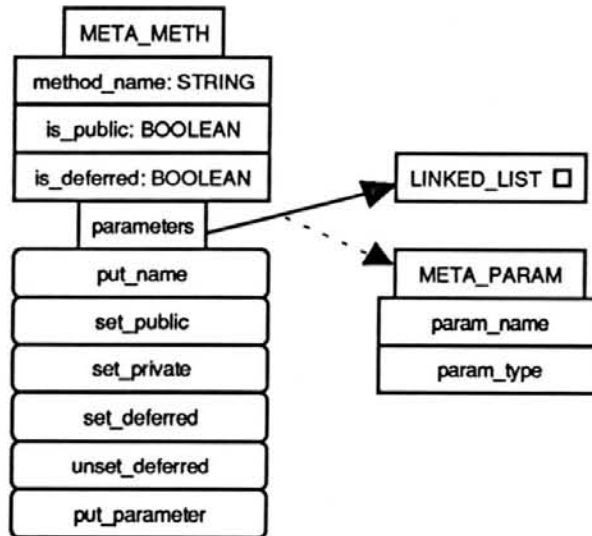 META_METH
method_name: STRING
is_public: BOOLEAN
is_deferred: BOOLEAN
parameters
put_name
set_public
set_private
set_deferred
unset_deferred
put_parameter
LINKED_LIST
META_PARAM
param_name
param_type